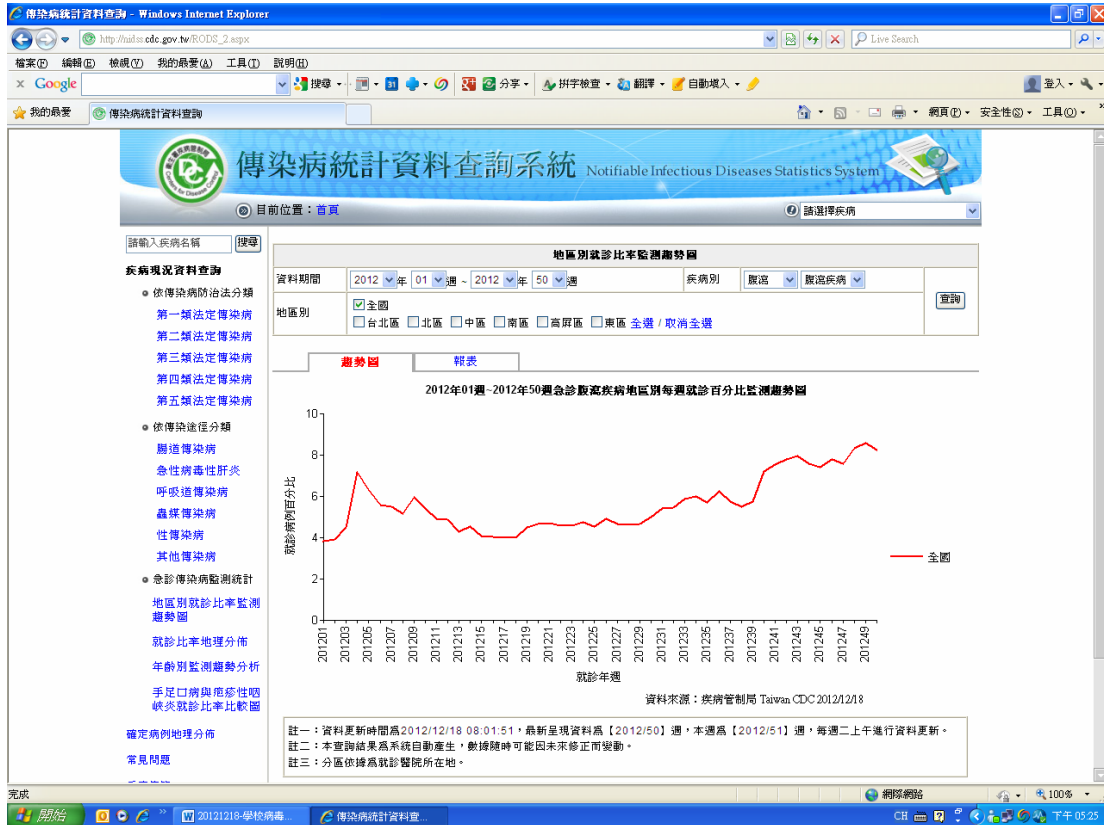 傳染病統計資料查詢 - Windows Internet Explorer
http://nidss.cdc.gov.tw/RODS_2.aspx
Live Search
檔案(F) 編輯(E) 檢視(V) 我的最愛(A) 工具(T) 說明(H)
x Google 搜尋 分享 拼字檢查 翻譯 自動填入 登入
我的最愛 傳染病統計資料查詢 網頁(P) 安全性(S) 工具(O)
傳染病統計資料查詢系統 Notifiable Infectious Diseases Statistics System
目前位置：首頁 請選擇疾病
請輸入疾病名稱 搜尋
疾病現況資料查詢
依傳染病防治法分類
第一類法定傳染病
第二類法定傳染病
第三類法定傳染病
第四類法定傳染病
第五類法定傳染病
依傳染途徑分類
腸道傳染病
急性病毒性肝炎
呼吸道傳染病
蟲媒傳染病
性傳染病
其他傳染病
急診傳染病監測統計
地區別就診比率監測
趨勢圖
就診比率地理分佈
年齡別監測趨勢分析
手足口病與疱疹性咽
峽炎就診比率比較圖
確定病例地理分佈
常見問題
地區別就診比率監測趨勢圖
資料期間 2012 年 01 週 ~ 2012 年 50 週 疾病別 腹瀉 腹瀉疾病
地區別 全國
台北區 北區 中區 南區 高屏區 東區 全選 / 取消全選
查詢
趨勢圖 報表
2012年01週~2012年50週急診腹瀉疾病地區別每週就診百分比監測趨勢圖
就診病例百分比
10
8
6
4
2
0
201201 201203 201205 201207 201209 201211 201213 201215 201217 201219 201221 201223 201225 201227 201229 201231 201233 201235 201237 201239 201241 201243 201245 201247 201249
就診年週
全國
資料來源：疾病管制局 Taiwan CDC 2012/12/18
註一：資料更新時間為2012/12/18 08:01:51，最新呈現資料為【2012/50】週，本週為【2012/51】週，每週二上午進行資料更新。
註二：本查詢結果為系統自動產生，數據隨時可能因未來修正而變動。
註三：分區依據為就診醫院所在地。
完成 網際網路 100%
開始 20121218-學校病毒... 傳染病統計資料查... CH 下午 05:25